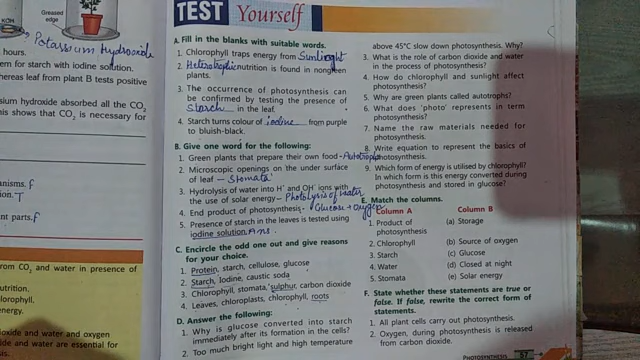 KOH
Greased
edge
Potassium Hydroxide
hours.
em for starch with iodine solution.
hereas leaf from plant B tests positive
sium hydroxide absorbed all the CO2
his shows that CO2 is necessary for
anisms. F
ion. T
ent parts. F
rom CO2 and water in presence of
utrition.
hlorophyll.
energy.
dioxide and water and oxygen
ide and water are essential for
TEST Yourself
A. Fill in the blanks with suitable words.
1. Chlorophyll traps energy from Sunlight
2. Heterotrophic nutrition is found in nongreen
plants.
3. The occurrence of photosynthesis can
be confirmed by testing the presence of
Starch in the leaf.
4. Starch turns colour of iodine from purple
to bluish-black.
B. Give one word for the following:
1. Green plants that prepare their own food - Autotroph
2. Microscopic openings on the under surface
of leaf - Stomata
3. Hydrolysis of water into H+ and OH- ions with
the use of solar energy - Photolysis of water
4. End product of photosynthesis - Glucose + Oxygen
5. Presence of starch in the leaves is tested using
iodine solution Ans.
C. Encircle the odd one out and give reasons
for your choice.
1. Protein, starch, cellulose, glucose
2. Starch, Iodine, caustic soda
3. Chlorophyll, stomata, sulphur, carbon dioxide
4. Leaves, chloroplasts, chlorophyll, roots
D. Answer the following:
1. Why is glucose converted into starch
immediately after its formation in the cells?
2. Too much bright light and high temperature
above 45°C slow down photosynthesis. Why?
3. What is the role of carbon dioxide and water
in the process of photosynthesis?
4. How do chlorophyll and sunlight affect
photosynthesis?
5. Why are green plants called autotrophs?
6. What does 'photo' represents in term
photosynthesis?
7. Name the raw materials needed for
photosynthesis.
8. Write equation to represent the basics of
photosynthesis.
9. Which form of energy is utilised by chlorophyll?
In which form is this energy converted during
photosynthesis and stored in glucose?
E. Match the columns.
Column A Column B
1. Product of (a) Storage
photosynthesis
2. Chlorophyll (b) Source of oxygen
3. Starch (c) Glucose
4. Water (d) Closed at night
5. Stomata (e) Solar energy
F. State whether these statements are true or
false. If false, rewrite the correct form of
statements.
1. All plant cells carry out photosynthesis.
2. Oxygen, during photosynthesis is released
from carbon dioxide.
PHOTOSYNTHESIS 57